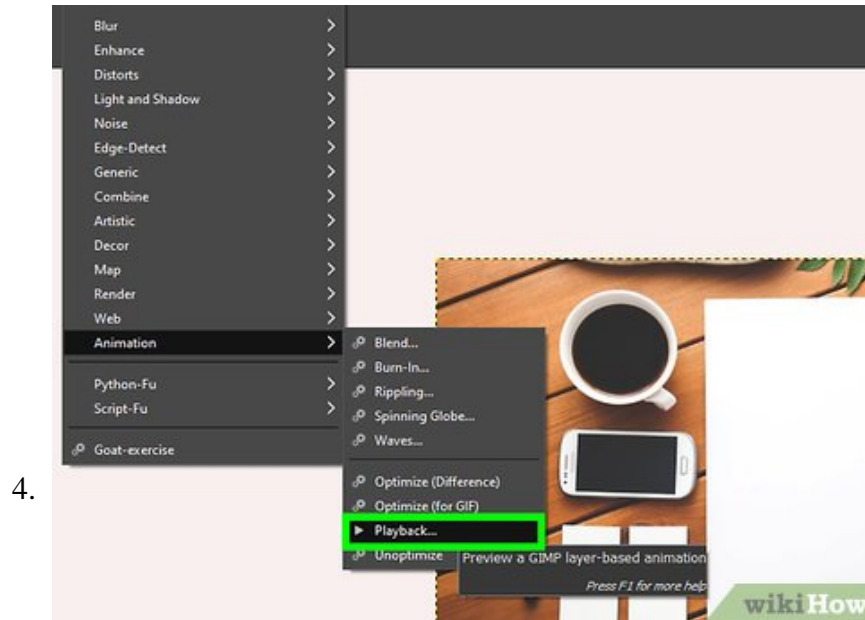 Blur
Enhance
Distorts
Light and Shadow
Noise
Edge-Detect
Generic
Combine
Artistic
Decor
Map
Render
Web
Animation
Python-Fu
Script-Fu
Goat-exercise
Blend...
Burn-In...
Rippling...
Spinning Globe...
Waves...
Optimize (Difference)
Optimize (for GIF)
Playback...
Unoptimize
Preview a GIMP layer-based animation
Press F1 for more help
4.
wikiHow